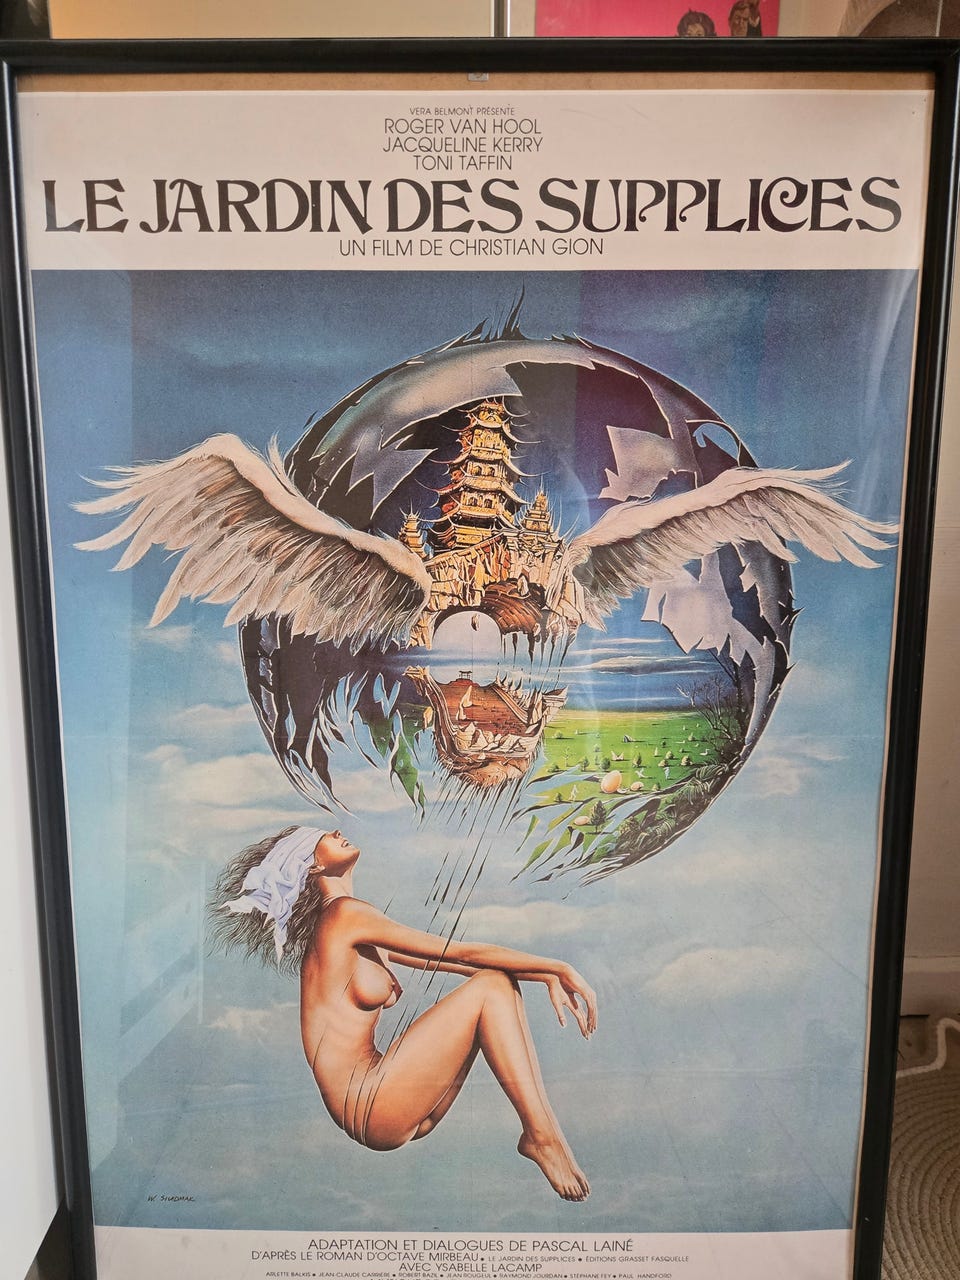 VERA BELMONT PRÉSENTE
ROGER VAN HOOL
JACQUELINE KERRY
TONI TAFFIN
LE JARDIN DES SUPPLICES
UN FILM DE CHRISTIAN GION
W. SIUDMAK
ADAPTATION ET DIALOGUES DE PASCAL LAINÉ
D'APRÈS LE ROMAN D'OCTAVE MIRBEAU • LE JARDIN DES SUPPLICES • ÉDITIONS GRASSET FASQUELLE
AVEC YSABELLE LACAMP
ARLETTE BALKIS • JEAN-CLAUDE CARRIÈRE • ROBERT BAZIL • JEAN ROUGEUL • RAYMOND JOURDAN • STÉPHANE FEY • PAUL HANDFORD